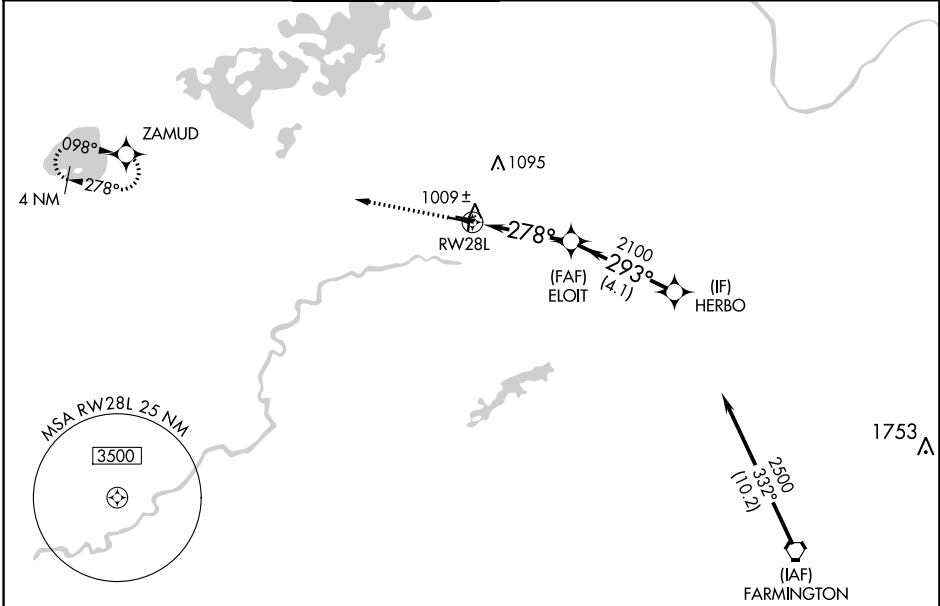 ZAMUD
098°
278°
4 NM
1095
1009 ±
RW28L
278°
(FAF)
ELOIT
2100
293°
(4.1)
(IF)
HERBO
MSA RW28L 25 NM
3500
1753
2500
332°
(10.2)
(IAF)
FARMINGTON